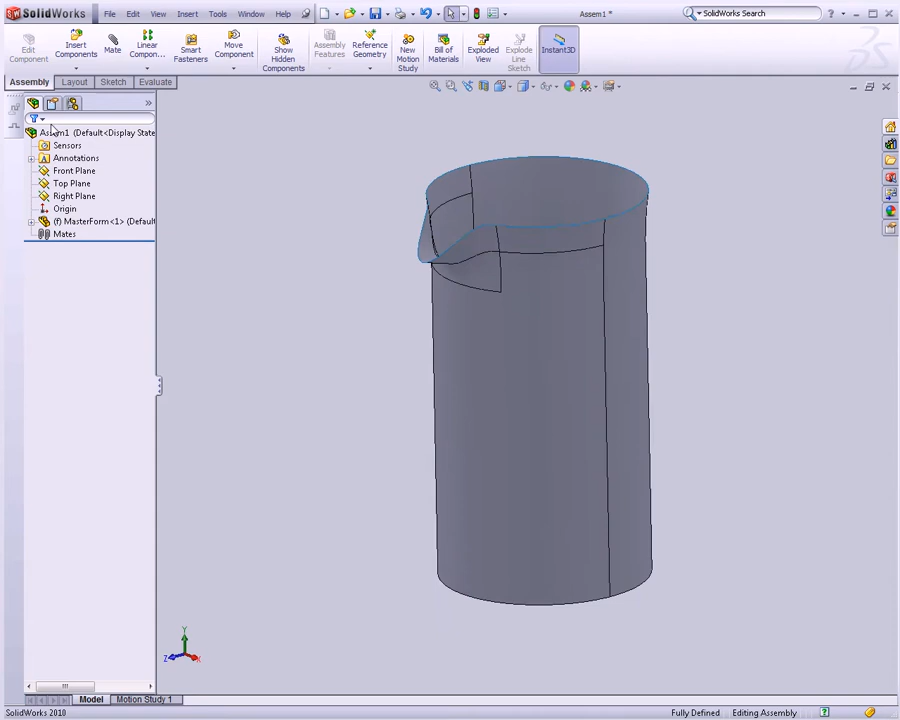 SolidWorks File Edit View Insert Tools Window Help Assem1 * SolidWorks Search
Edit Component
Insert Components
Mate
Linear Compon...
Smart Fasteners
Move Component
Show Hidden Components
Assembly Features
Reference Geometry
New Motion Study
Bill of Materials
Exploded View
Explode Line Sketch
Instant3D
Assembly Layout Sketch Evaluate
Assem1 (Default<Display State
Sensors
Annotations
Front Plane
Top Plane
Right Plane
Origin
(f) MasterForm<1> (Default
Mates
Y
Z
X
Model Motion Study 1
SolidWorks 2010 Fully Defined Editing Assembly